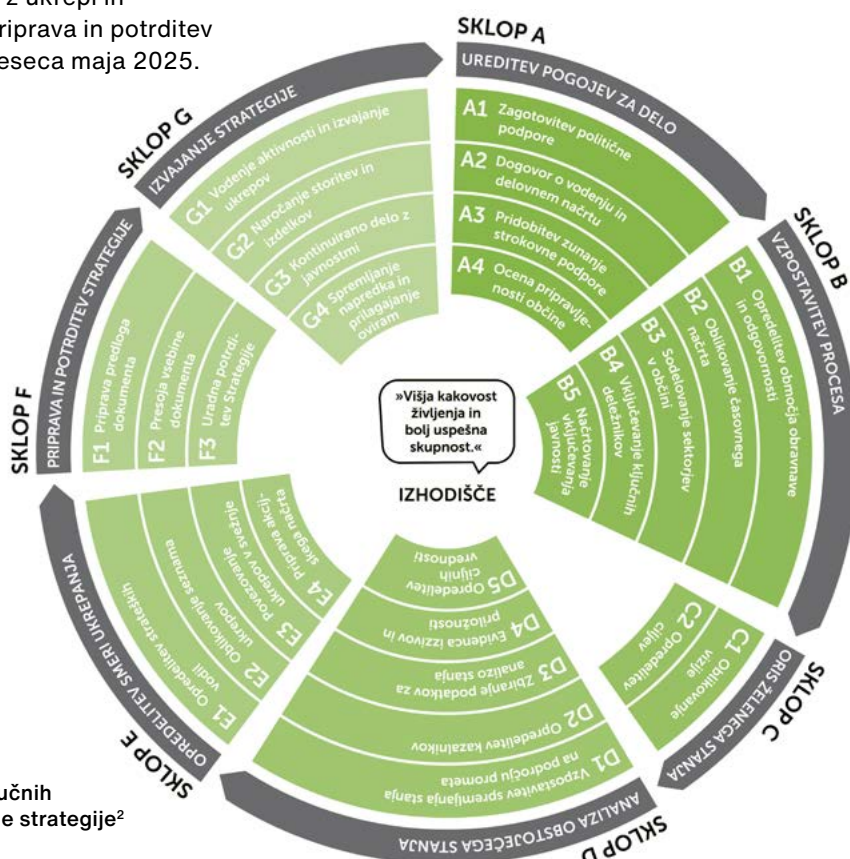 z ukrepi in
riprava in potrditev
eseca maja 2025.
SKLOP A
UREDITEV POGOJEV ZA DELO
A1 Zagotovitev politične
podpore
A2 Dogovor o vodenju in
delovnem načrtu
A3 Pridobitev zunanje
strokovne podpore
A4 Ocena pripravlje-
nosti občine
SKLOP B
VZPOSTAVITEV PROCESA
B1 Opredelitev območja obravnave
in odgovornosti
B2 Oblikovanje časovnega
načrta
B3 Sodelovanje sektorjev
v občini
B4 Vključevanje ključnih
deležnikov
B5 Načrtovanje
vključevanja
javnosti
SKLOP C
ORIS ŽELENEGA STANJA
C1 Oblikovanje
vizije
C2 Opredelitev
ciljev
SKLOP D
ANALIZA OBSTOJEČEGA STANJA
D1 Vzpostavitev spremljanja stanja
na področju prometa
D2 Opredelitev kazalnikov
D3 Zbiranje podatkov za
analizo stanja
D4 Evidenca izzivov in
priložnosti
D5 Opredelitev
ciljnih
vrednosti
SKLOP E
OPREDELITEV SMERI UKREPANJA
E1 Opredelitev strateških
vodil
E2 Oblikovanje seznama
ukrepov
E3 Povezovanje
ukrepov v svežnje
E4 Priprava akcij-
skega načrta
SKLOP F
PRIPRAVA IN POTRDITEV STRATEGIJE
F1 Priprava predloga
dokumenta
F2 Presoja vsebine
dokumenta
F3 Uradna potrdi-
tev Strategije
SKLOP G
IZVAJANJE STRATEGIJE
G1 Vodenje aktivnosti in izvajanje
ukrepov
G2 Naročanje storitev in
izdelkov
G3 Kontinuirano delo z
javnostmi
G4 Spremljanje
napredka in
prilagajanje
oviram
»Višja kakovost
življenja in
bolj uspešna
skupnost.«
IZHODIŠČE
učnih
e strategije²